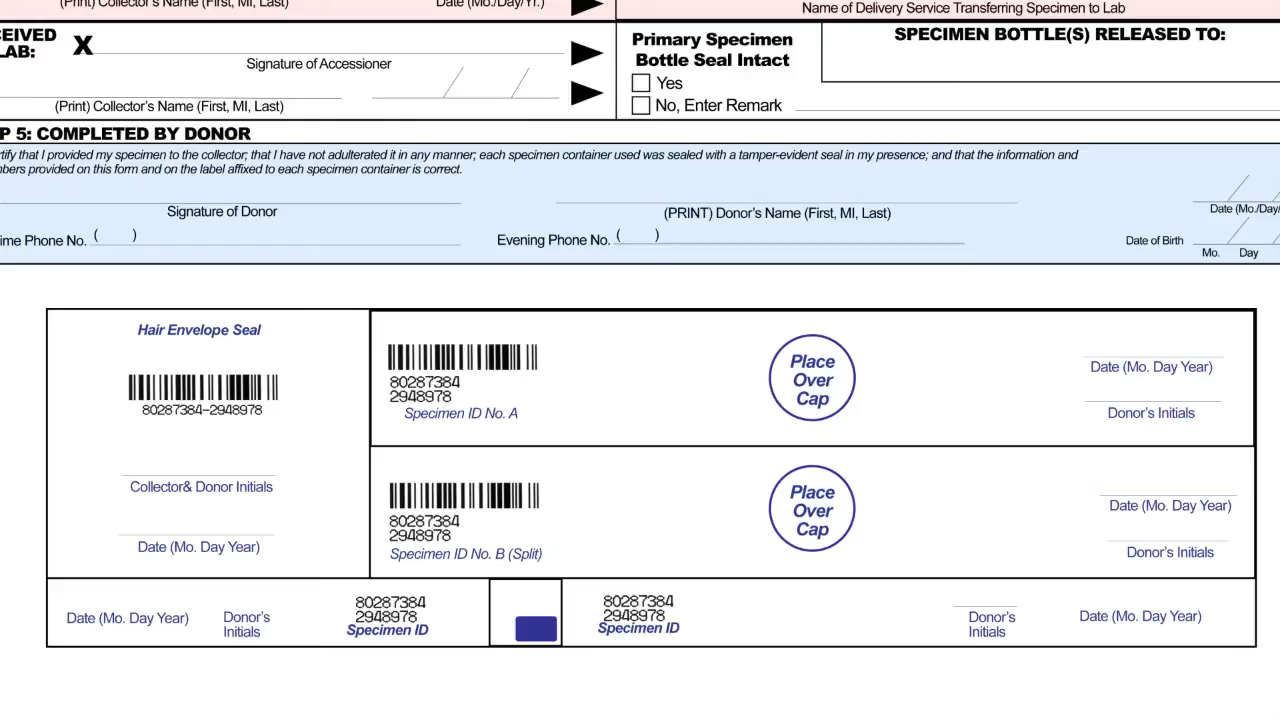 (Print) Collector's Name (First, MI, Last)
Date (Mo./Day/Yr.)
Name of Delivery Service Transferring Specimen to Lab
CEIVED
LAB:
X
Signature of Accessioner
(Print) Collector's Name (First, MI, Last)
Primary Specimen
Bottle Seal Intact
Yes
No, Enter Remark
SPECIMEN BOTTLE(S) RELEASED TO:
P 5: COMPLETED BY DONOR
rtify that I provided my specimen to the collector; that I have not adulterated it in any manner; each specimen container used was sealed with a tamper-evident seal in my presence; and that the information and
nbers provided on this form and on the label affixed to each specimen container is correct.
Signature of Donor
(PRINT) Donor's Name (First, MI, Last)
Date (Mo./Day/
ime Phone No. ( )
Evening Phone No. ( )
Date of Birth
Mo. Day
Hair Envelope Seal
80287384-2948978
Collector& Donor Initials
Date (Mo. Day Year)
80287384
2948978
Specimen ID No. A
Place
Over
Cap
Date (Mo. Day Year)
Donor's Initials
80287384
2948978
Specimen ID No. B (Split)
Place
Over
Cap
Date (Mo. Day Year)
Donor's Initials
Date (Mo. Day Year)
Donor's
Initials
80287384
2948978
Specimen ID
80287384
2948978
Specimen ID
Donor's
Initials
Date (Mo. Day Year)